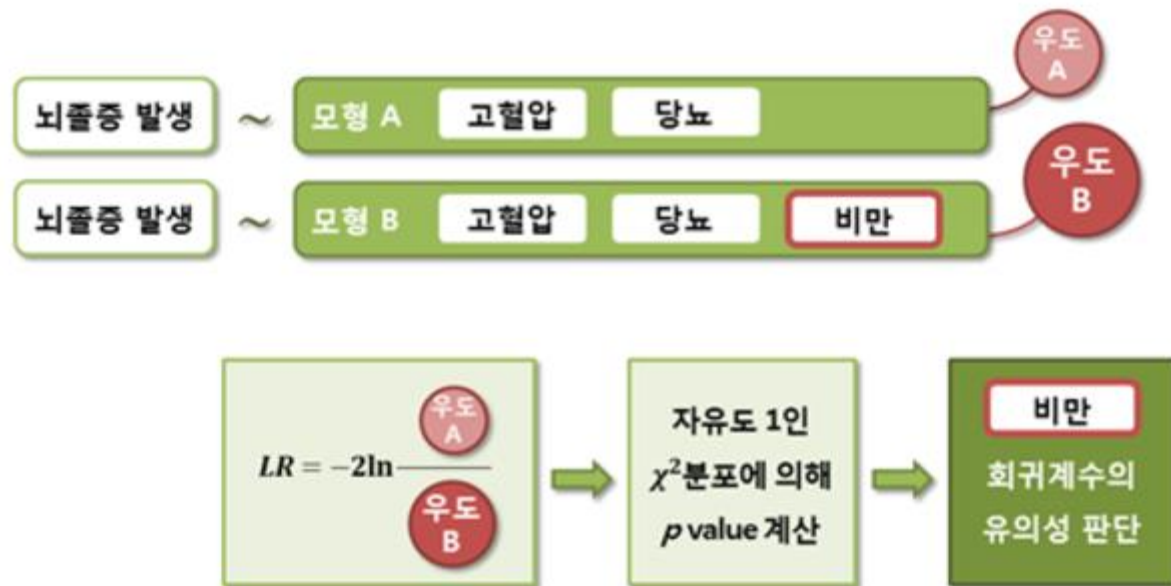 우도
A
뇌졸중 발생 ~ 모형 A 고혈압 당뇨
우도
B
뇌졸중 발생 ~ 모형 B 고혈압 당뇨 비만
LR = −2ln
우도
A
우도
B
자유도 1인
χ²분포에 의해
p value 계산
비만
회귀계수의
유의성 판단